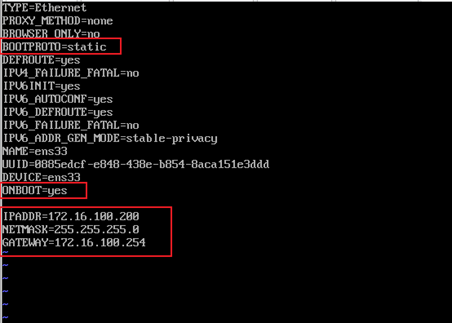 TYPE=Ethernet
PROXY_METHOD=none
BROWSER_ONLY=no
BOOTPROTO=static
DEFROUTE=yes
IPV4_FAILURE_FATAL=no
IPV6INIT=yes
IPV6_AUTOCONF=yes
IPV6_DEFROUTE=yes
IPV6_FAILURE_FATAL=no
IPV6_ADDR_GEN_MODE=stable-privacy
NAME=ens33
UUID=0885edcf-e848-438e-b854-8aca151e3ddd
DEVICE=ens33
ONBOOT=yes
IPADDR=172.16.100.200
NETMASK=255.255.255.0
GATEWAY=172.16.100.254
~
~
~
~
~
~